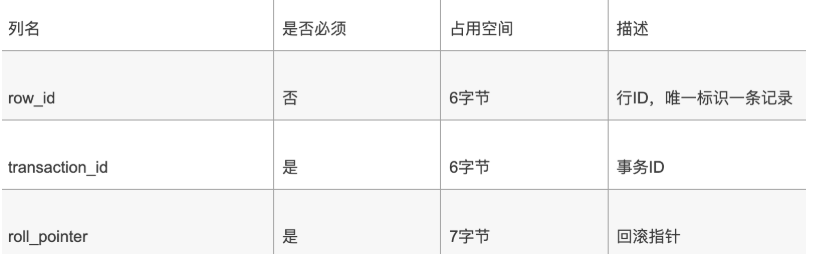 列名 是否必须 占用空间 描述
row_id 否 6字节 行ID，唯一标识一条记录
transaction_id 是 6字节 事务ID
roll_pointer 是 7字节 回滚指针